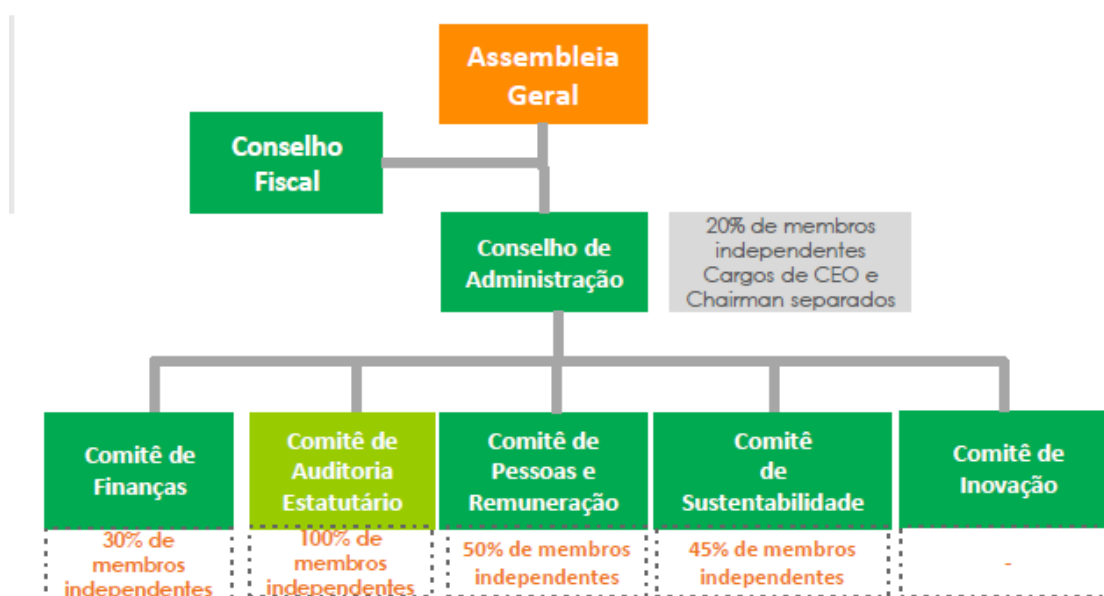 Assembleia
Geral
Conselho
Fiscal
Conselho de
Administração
20% de membros
independentes
Cargos de CEO e
Chairman separados
Comitê de
Finanças
Comitê de
Auditoria
Estatutário
Comitê de
Pessoas e
Remuneração
Comitê
de
Sustentabilidade
Comitê de
Inovação
30% de
membros
independentes
100% de
membros
independentes
50% de membros
independentes
45% de membros
independentes
-